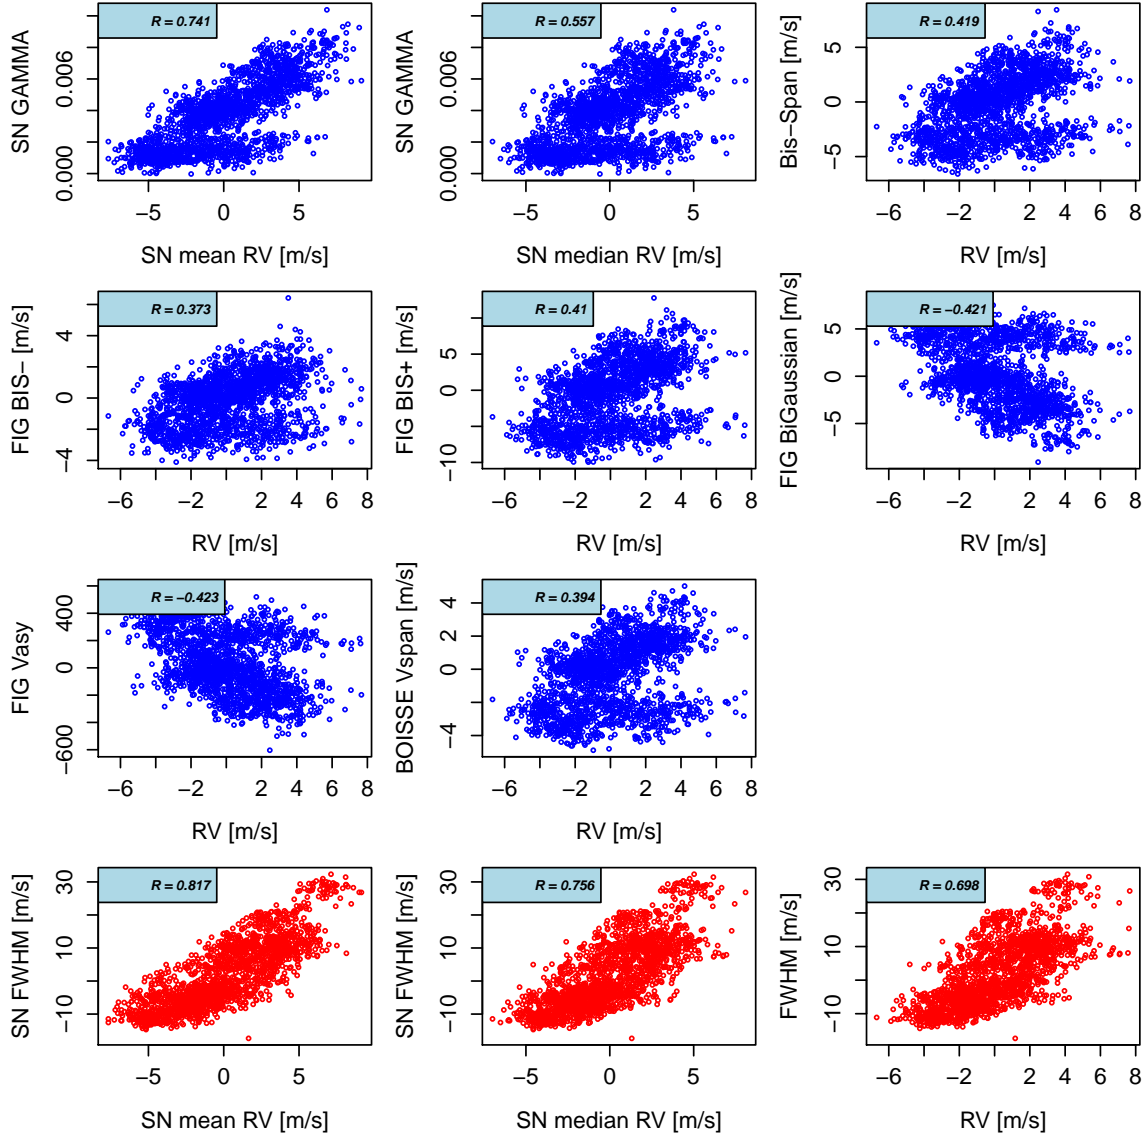 R = 0.741
SN GAMMA
0.000 0.006
−5 0 5
SN mean RV [m/s]
R = 0.557
SN GAMMA
0.000 0.006
−5 0 5
SN median RV [m/s]
R = 0.419
Bis−Span [m/s]
−5 0 5
−6 −2 2 4 6 8
RV [m/s]
R = 0.373
FIG BIS− [m/s]
−4 0 4
−6 −2 2 4 6 8
RV [m/s]
R = 0.41
FIG BIS+ [m/s]
−10 0 5
−6 −2 2 4 6 8
RV [m/s]
R = −0.421
FIG BiGaussian [m/s]
−5 0 5
−6 −2 2 4 6 8
RV [m/s]
R = −0.423
FIG Vasy
−600 0 400
−6 −2 2 4 6 8
RV [m/s]
R = 0.394
BOISSE Vspan [m/s]
−4 0 2 4
−6 −2 2 4 6 8
RV [m/s]
R = 0.817
SN FWHM [m/s]
−10 10 30
−5 0 5
SN mean RV [m/s]
R = 0.756
SN FWHM [m/s]
−10 10 30
−5 0 5
SN median RV [m/s]
R = 0.698
FWHM [m/s]
−10 10 30
−6 −2 2 4 6 8
RV [m/s]